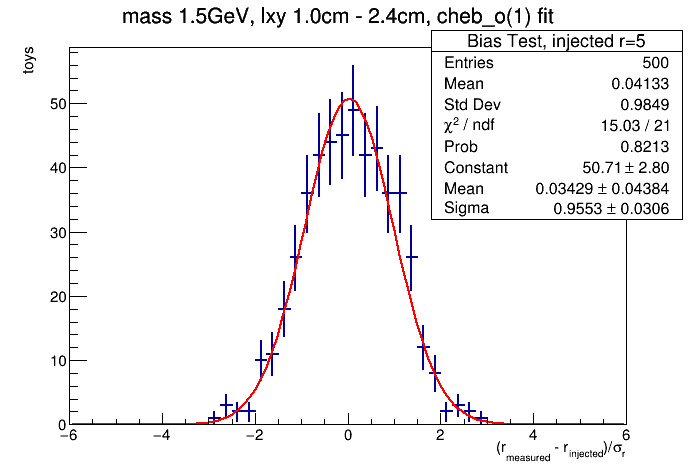 mass 1.5GeV, lxy 1.0cm - 2.4cm, cheb_o(1) fit
toys
Bias Test, injected r=5
Entries 500
Mean 0.04133
Std Dev 0.9849
χ² / ndf 15.03 / 21
Prob 0.8213
Constant 50.71 ± 2.80
Mean 0.03429 ± 0.04384
Sigma 0.9553 ± 0.0306
50
40
30
20
10
0
−6 −4 −2 0 2 4 6
(r_measured - r_injected)/σ_r